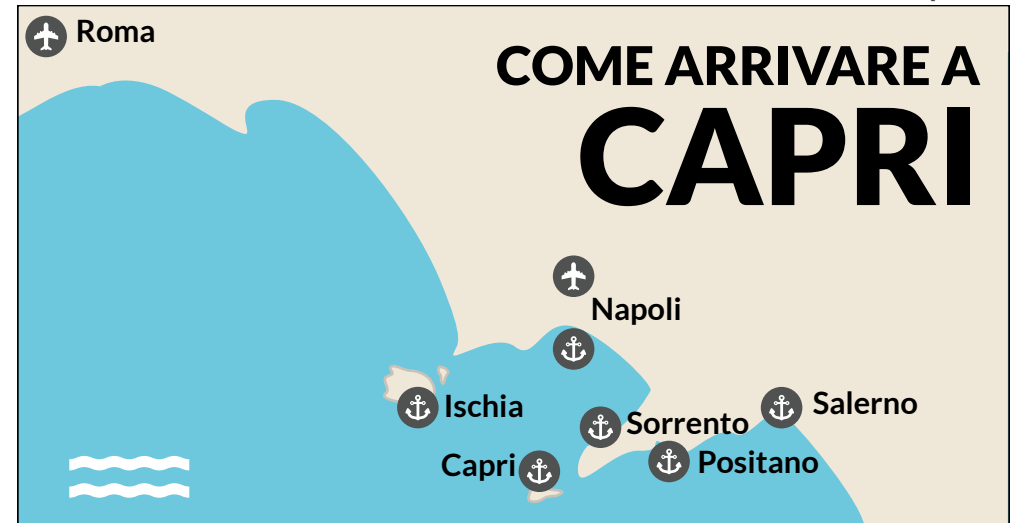 Roma
COME ARRIVARE A
CAPRI
Napoli
Ischia
Salerno
Sorrento
Capri
Positano